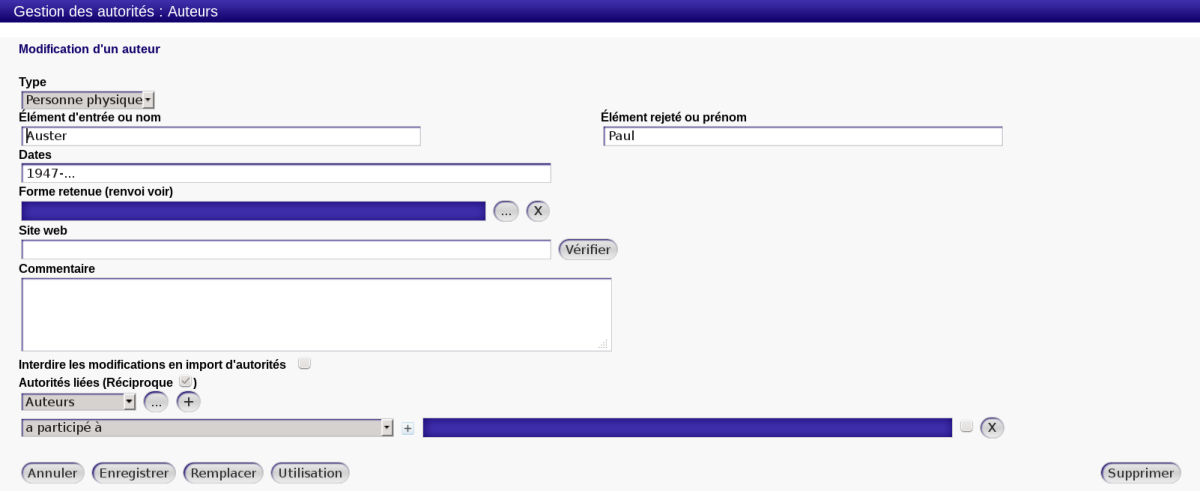 Gestion des autorités : Auteurs
Modification d'un auteur
Type
Personne physique
Élément d'entrée ou nom Élément rejeté ou prénom
Auster Paul
Dates
1947-...
Forme retenue (renvoi voir)
... X
Site web
Vérifier
Commentaire
Interdire les modifications en import d'autorités
Autorités liées (Réciproque )
Auteurs ... +
a participé à + X
Annuler Enregistrer Remplacer Utilisation Supprimer